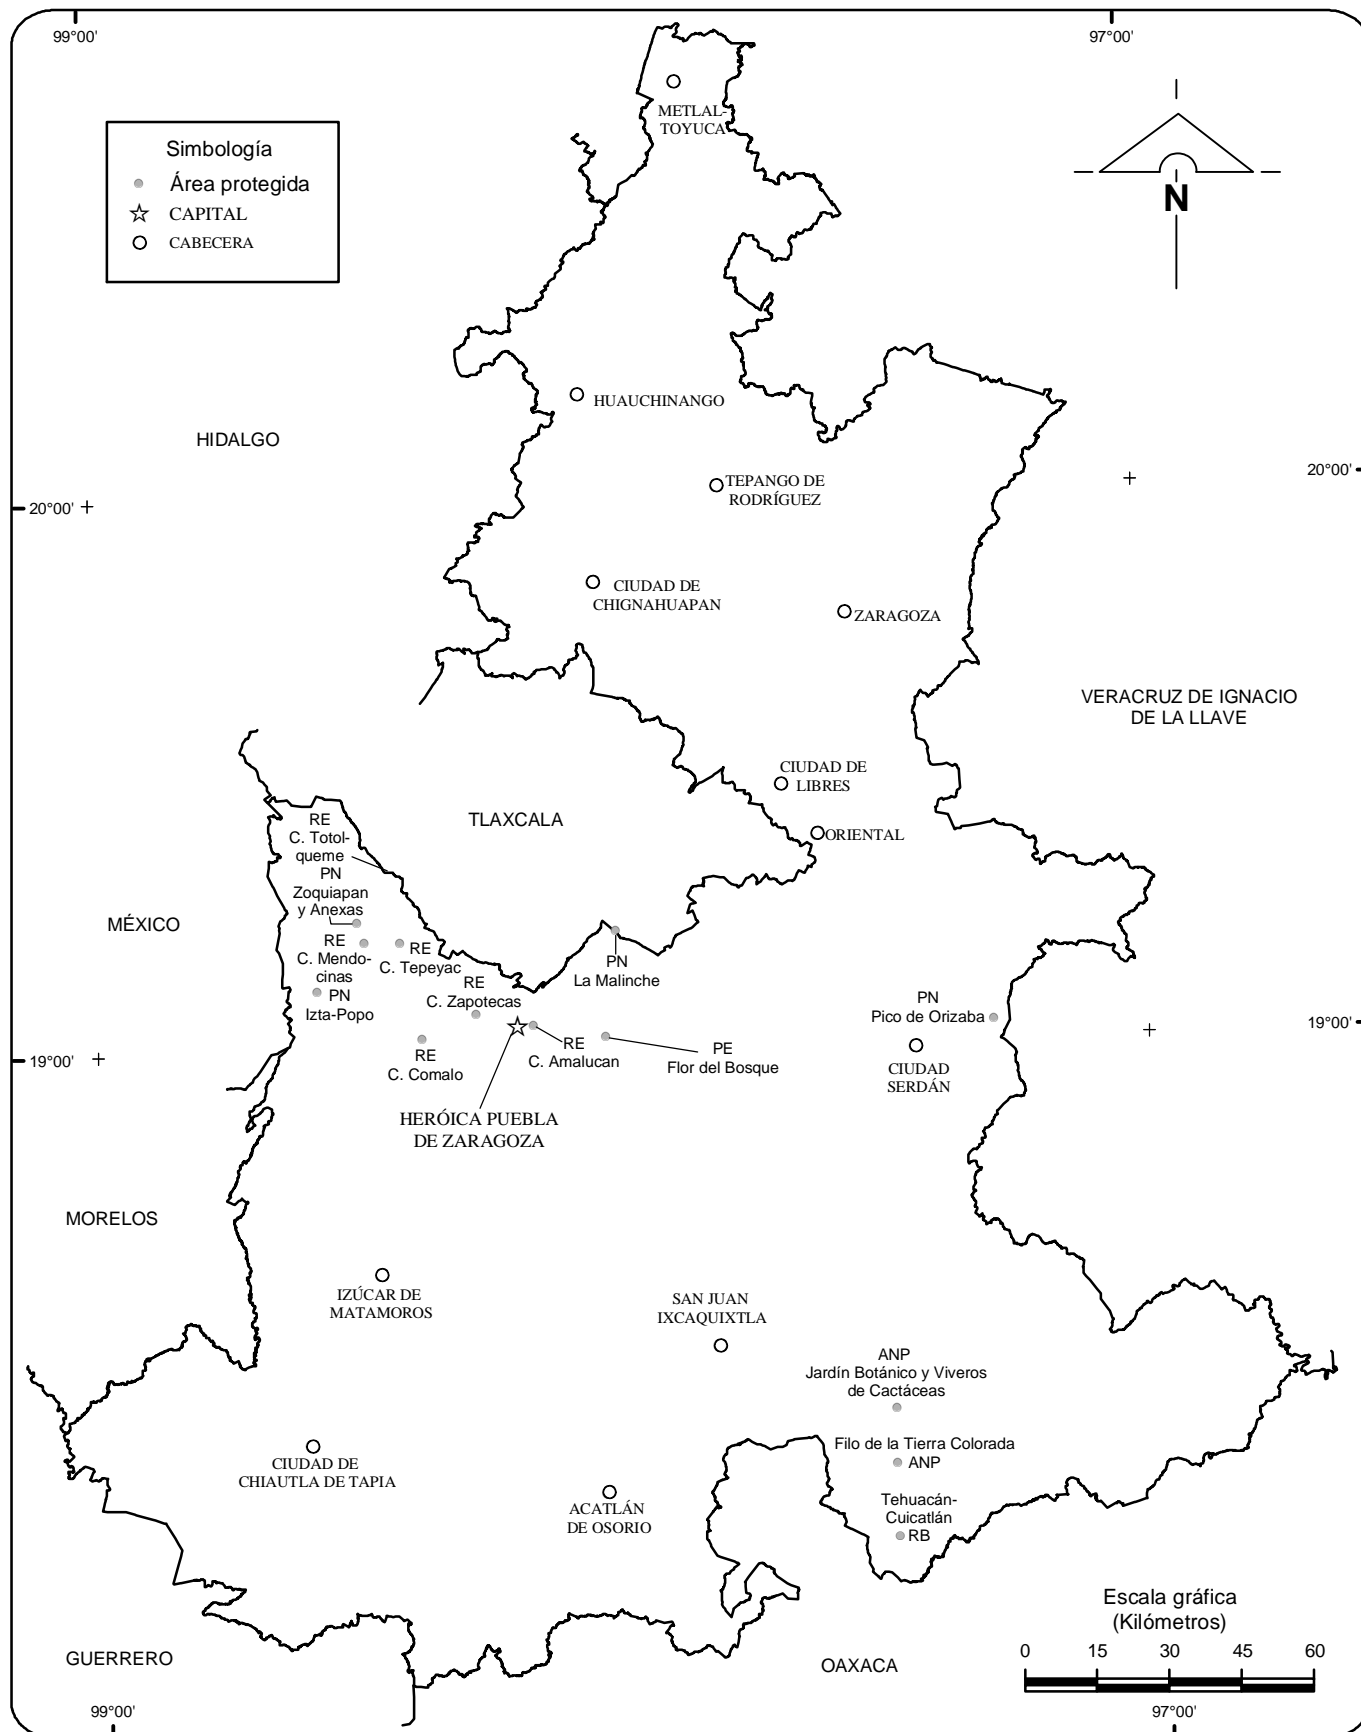 99°00'
97°00'
METLAL-
TOYUCA
Simbología
Área protegida
CAPITAL
CABECERA
N
HUAUCHINANGO
HIDALGO
TEPANGO DE
RODRÍGUEZ
20°00'
20°00'
CIUDAD DE
CHIGNAHUAPAN
ZARAGOZA
VERACRUZ DE IGNACIO
DE LA LLAVE
CIUDAD DE
LIBRES
TLAXCALA
ORIENTAL
RE
C. Totol-
queme
PN
Zoquiapan
y Anexas
MÉXICO
RE
C. Mendo-
cinas
RE
C. Tepeyac
PN
La Malinche
PN
Izta-Popo
RE
C. Zapotecas
PN
Pico de Orizaba
19°00'
19°00'
RE
C. Comalo
RE
C. Amalucan
PE
Flor del Bosque
CIUDAD
SERDÁN
HERÓICA PUEBLA
DE ZARAGOZA
MORELOS
IZÚCAR DE
MATAMOROS
SAN JUAN
IXCAQUIXTLA
ANP
Jardín Botánico y Viveros
de Cactáceas
Filo de la Tierra Colorada
ANP
CIUDAD DE
CHIAUTLA DE TAPIA
ACATLÁN
DE OSORIO
Tehuacán-
Cuicatlán
RB
Escala gráfica
(Kilómetros)
0 15 30 45 60
GUERRERO
OAXACA
99°00'
97°00'